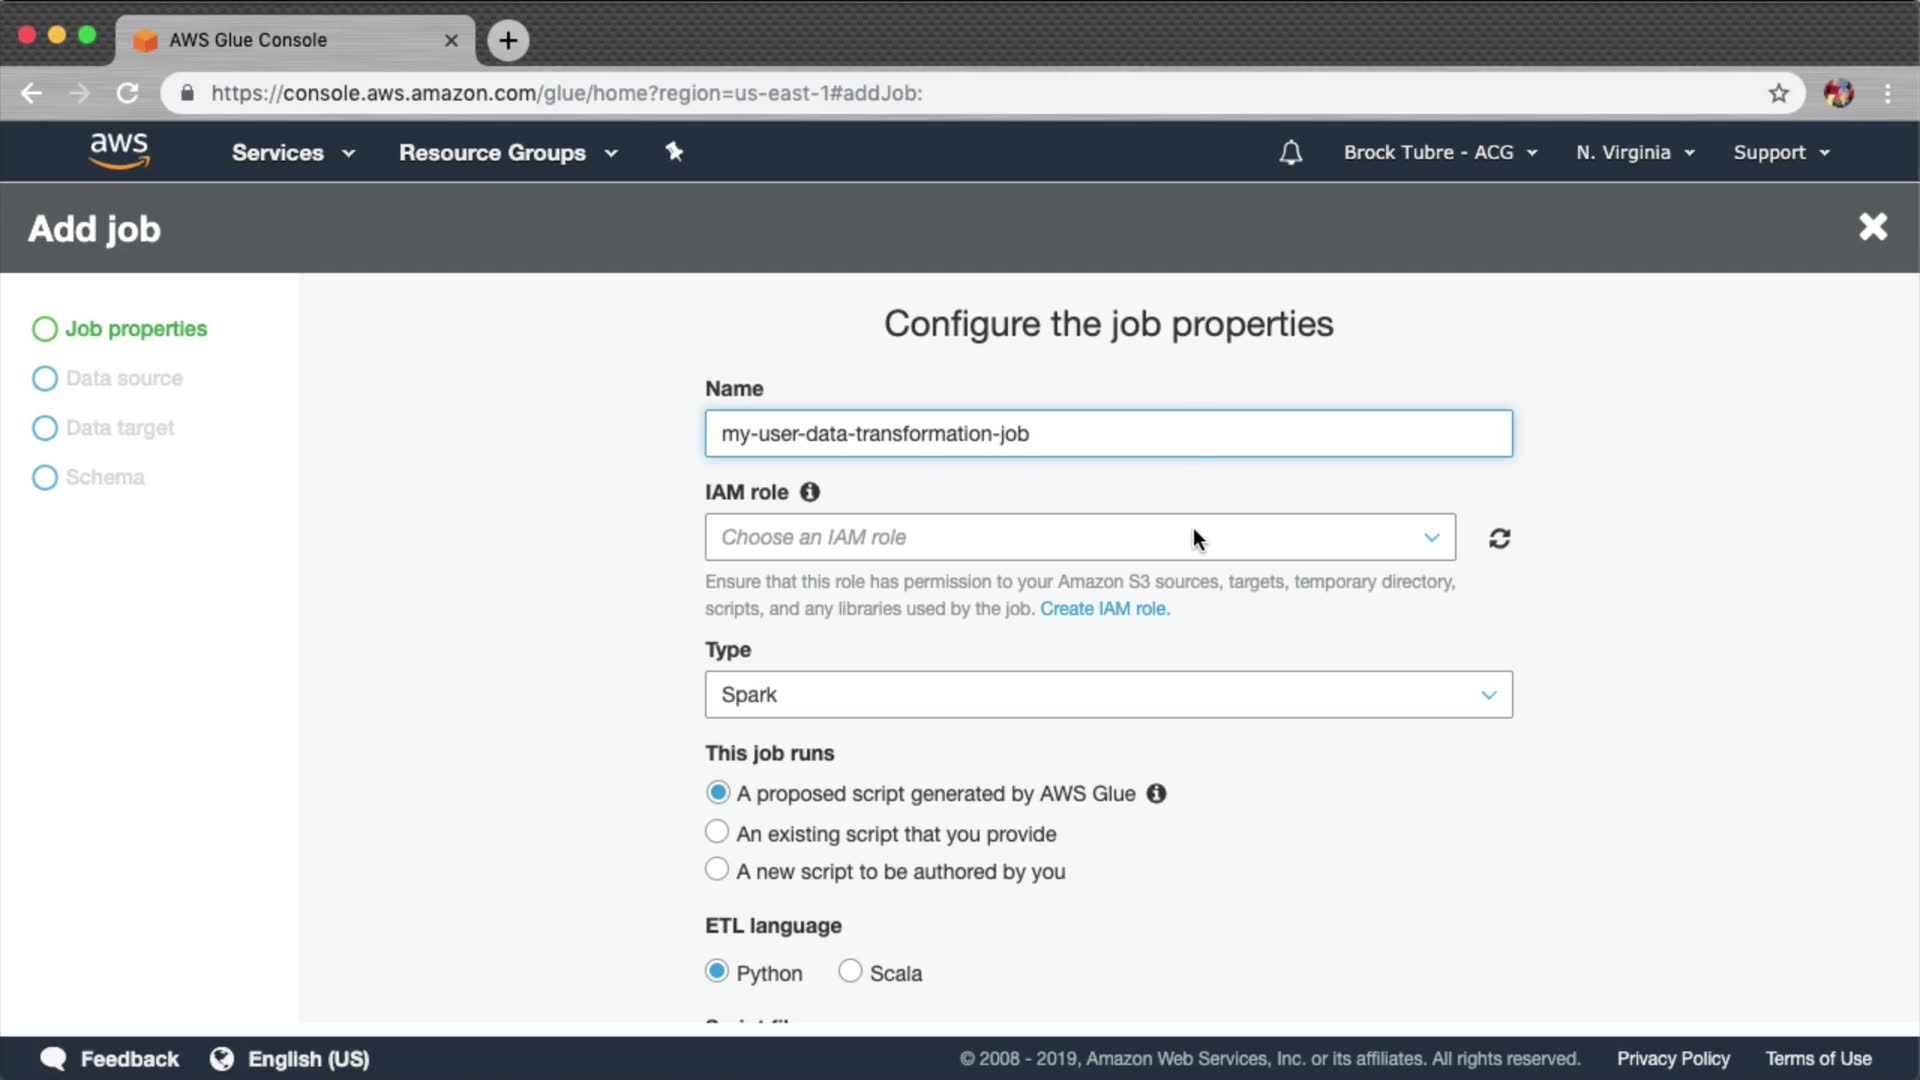 AWS Glue Console
https://console.aws.amazon.com/glue/home?region=us-east-1#addJob:
aws Services Resource Groups Brock Tubre - ACG N. Virginia Support
Add job
Job properties
Data source
Data target
Schema
Configure the job properties
Name
my-user-data-transformation-job
IAM role
Choose an IAM role
Ensure that this role has permission to your Amazon S3 sources, targets, temporary directory,
scripts, and any libraries used by the job. Create IAM role.
Type
Spark
This job runs
A proposed script generated by AWS Glue
An existing script that you provide
A new script to be authored by you
ETL language
Python Scala
Feedback English (US) © 2008 - 2019, Amazon Web Services, Inc. or its affiliates. All rights reserved. Privacy Policy Terms of Use